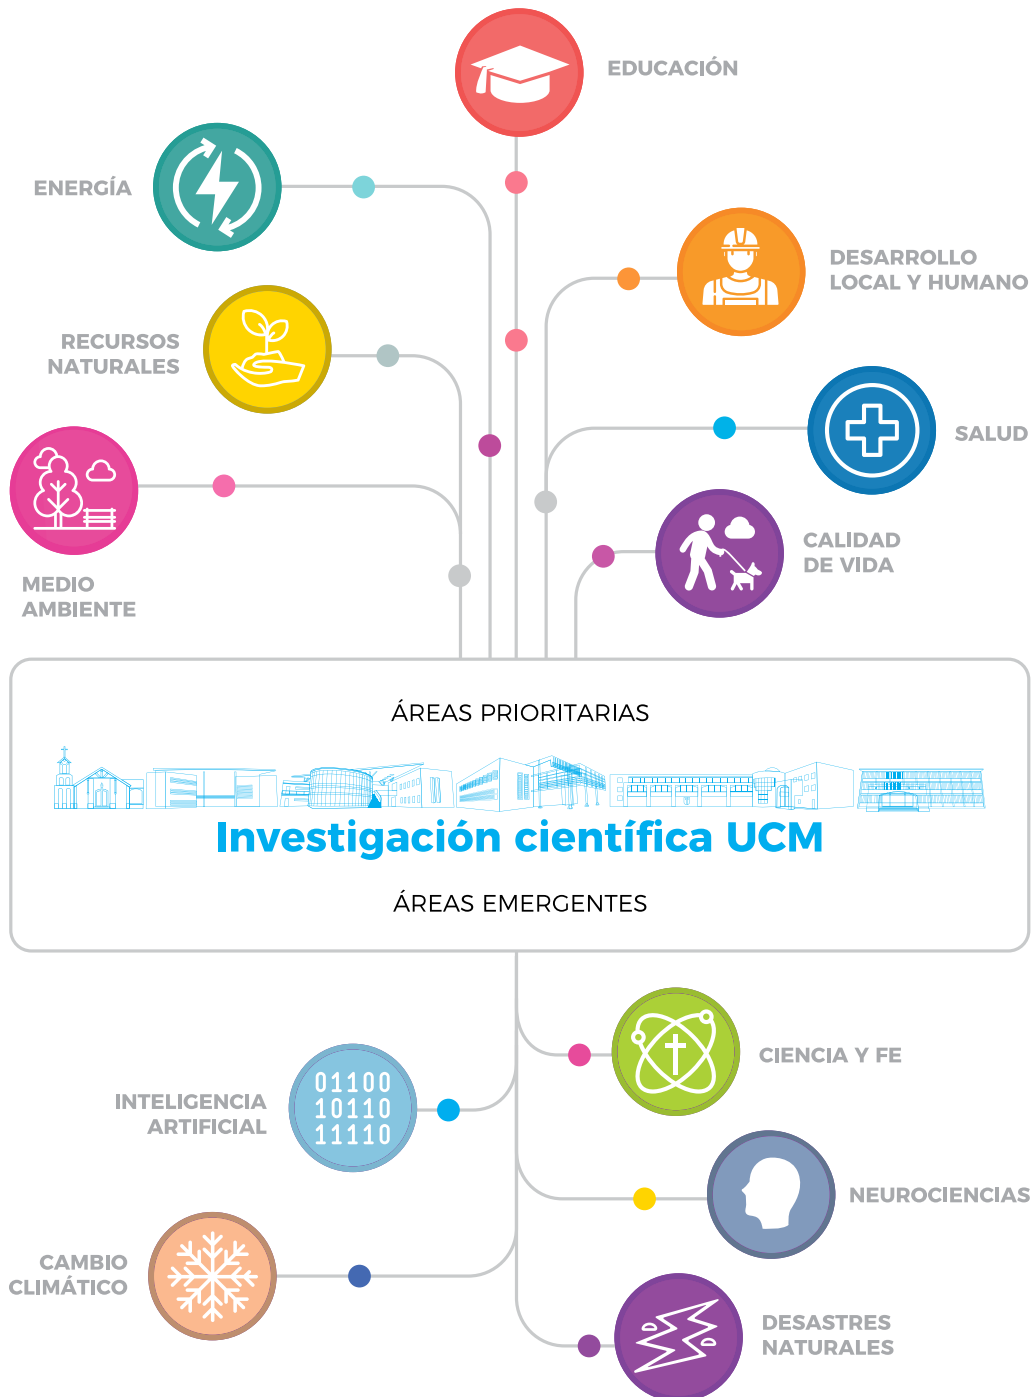 EDUCACIÓN
ENERGÍA
DESARROLLO
LOCAL Y HUMANO
RECURSOS
NATURALES
SALUD
CALIDAD
DE VIDA
MEDIO
AMBIENTE
ÁREAS PRIORITARIAS
Investigación científica UCM
ÁREAS EMERGENTES
CIENCIA Y FE
INTELIGENCIA
ARTIFICIAL
01100
10110
11110
NEUROCIENCIAS
CAMBIO
CLIMÁTICO
DESASTRES
NATURALES